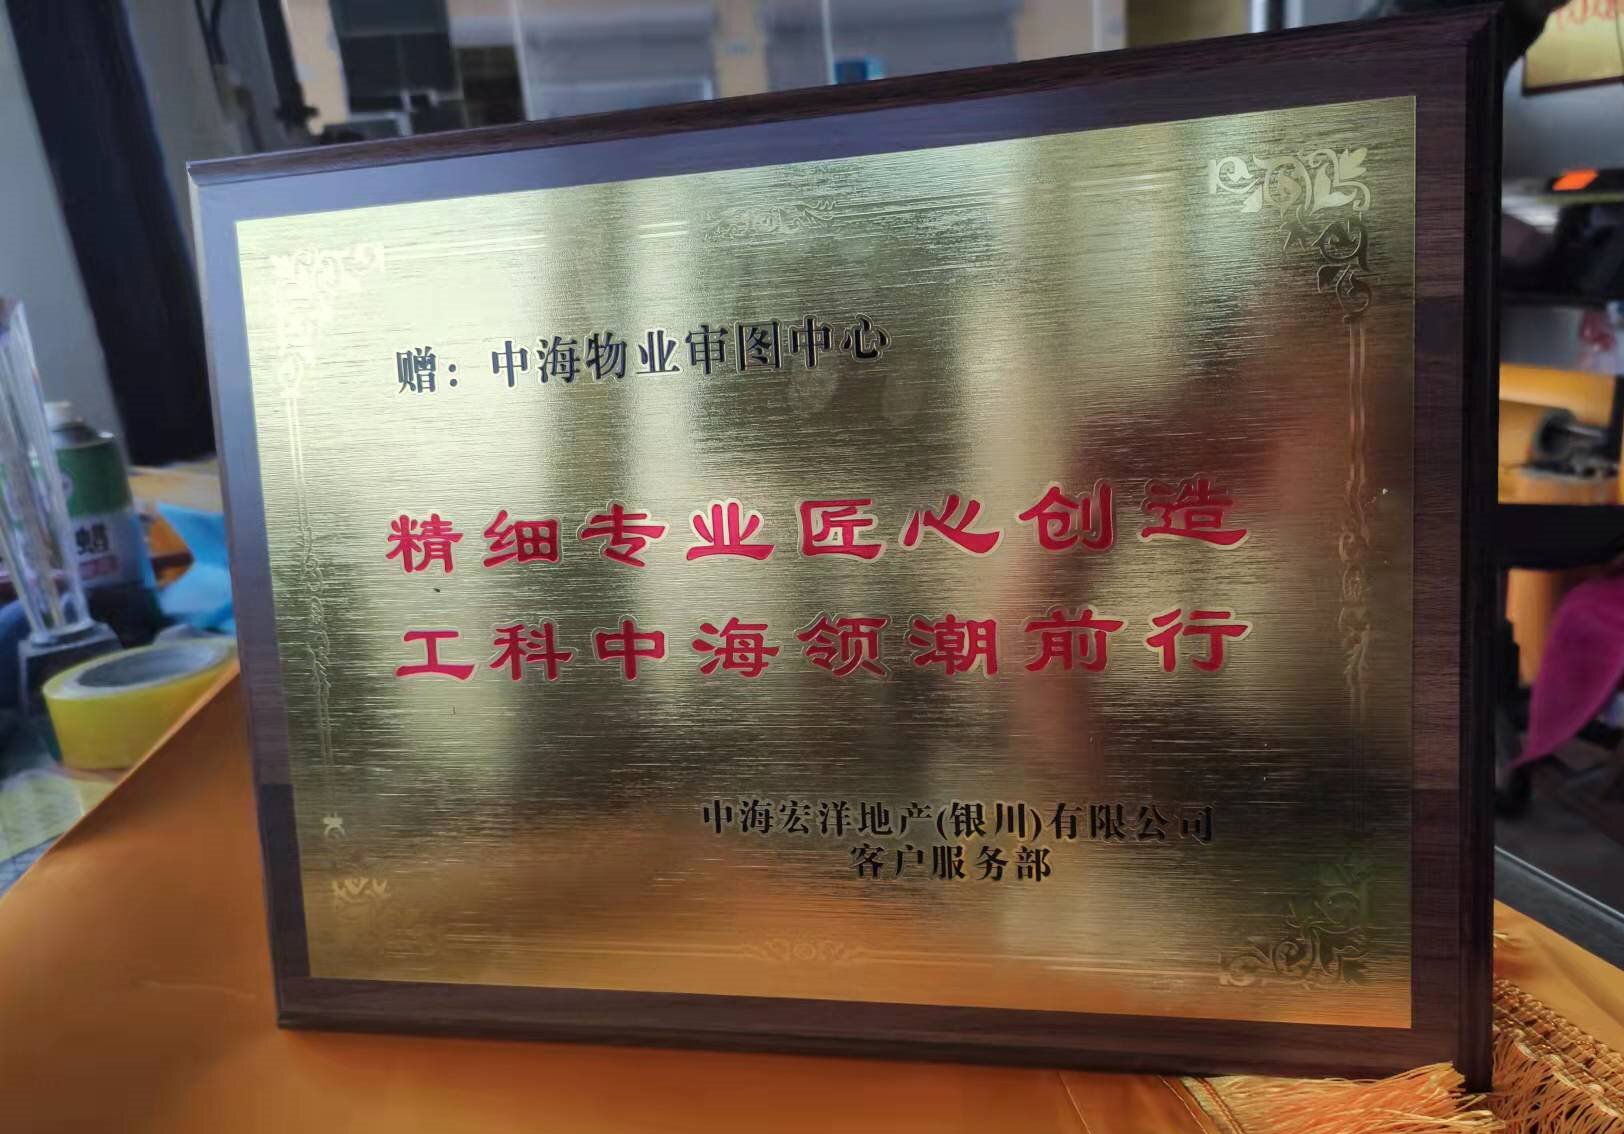 赠：中海物业审图中心
精细专业匠心创造
工科中海领潮前行
中海宏洋地产(银川)有限公司
客户服务部
蜡